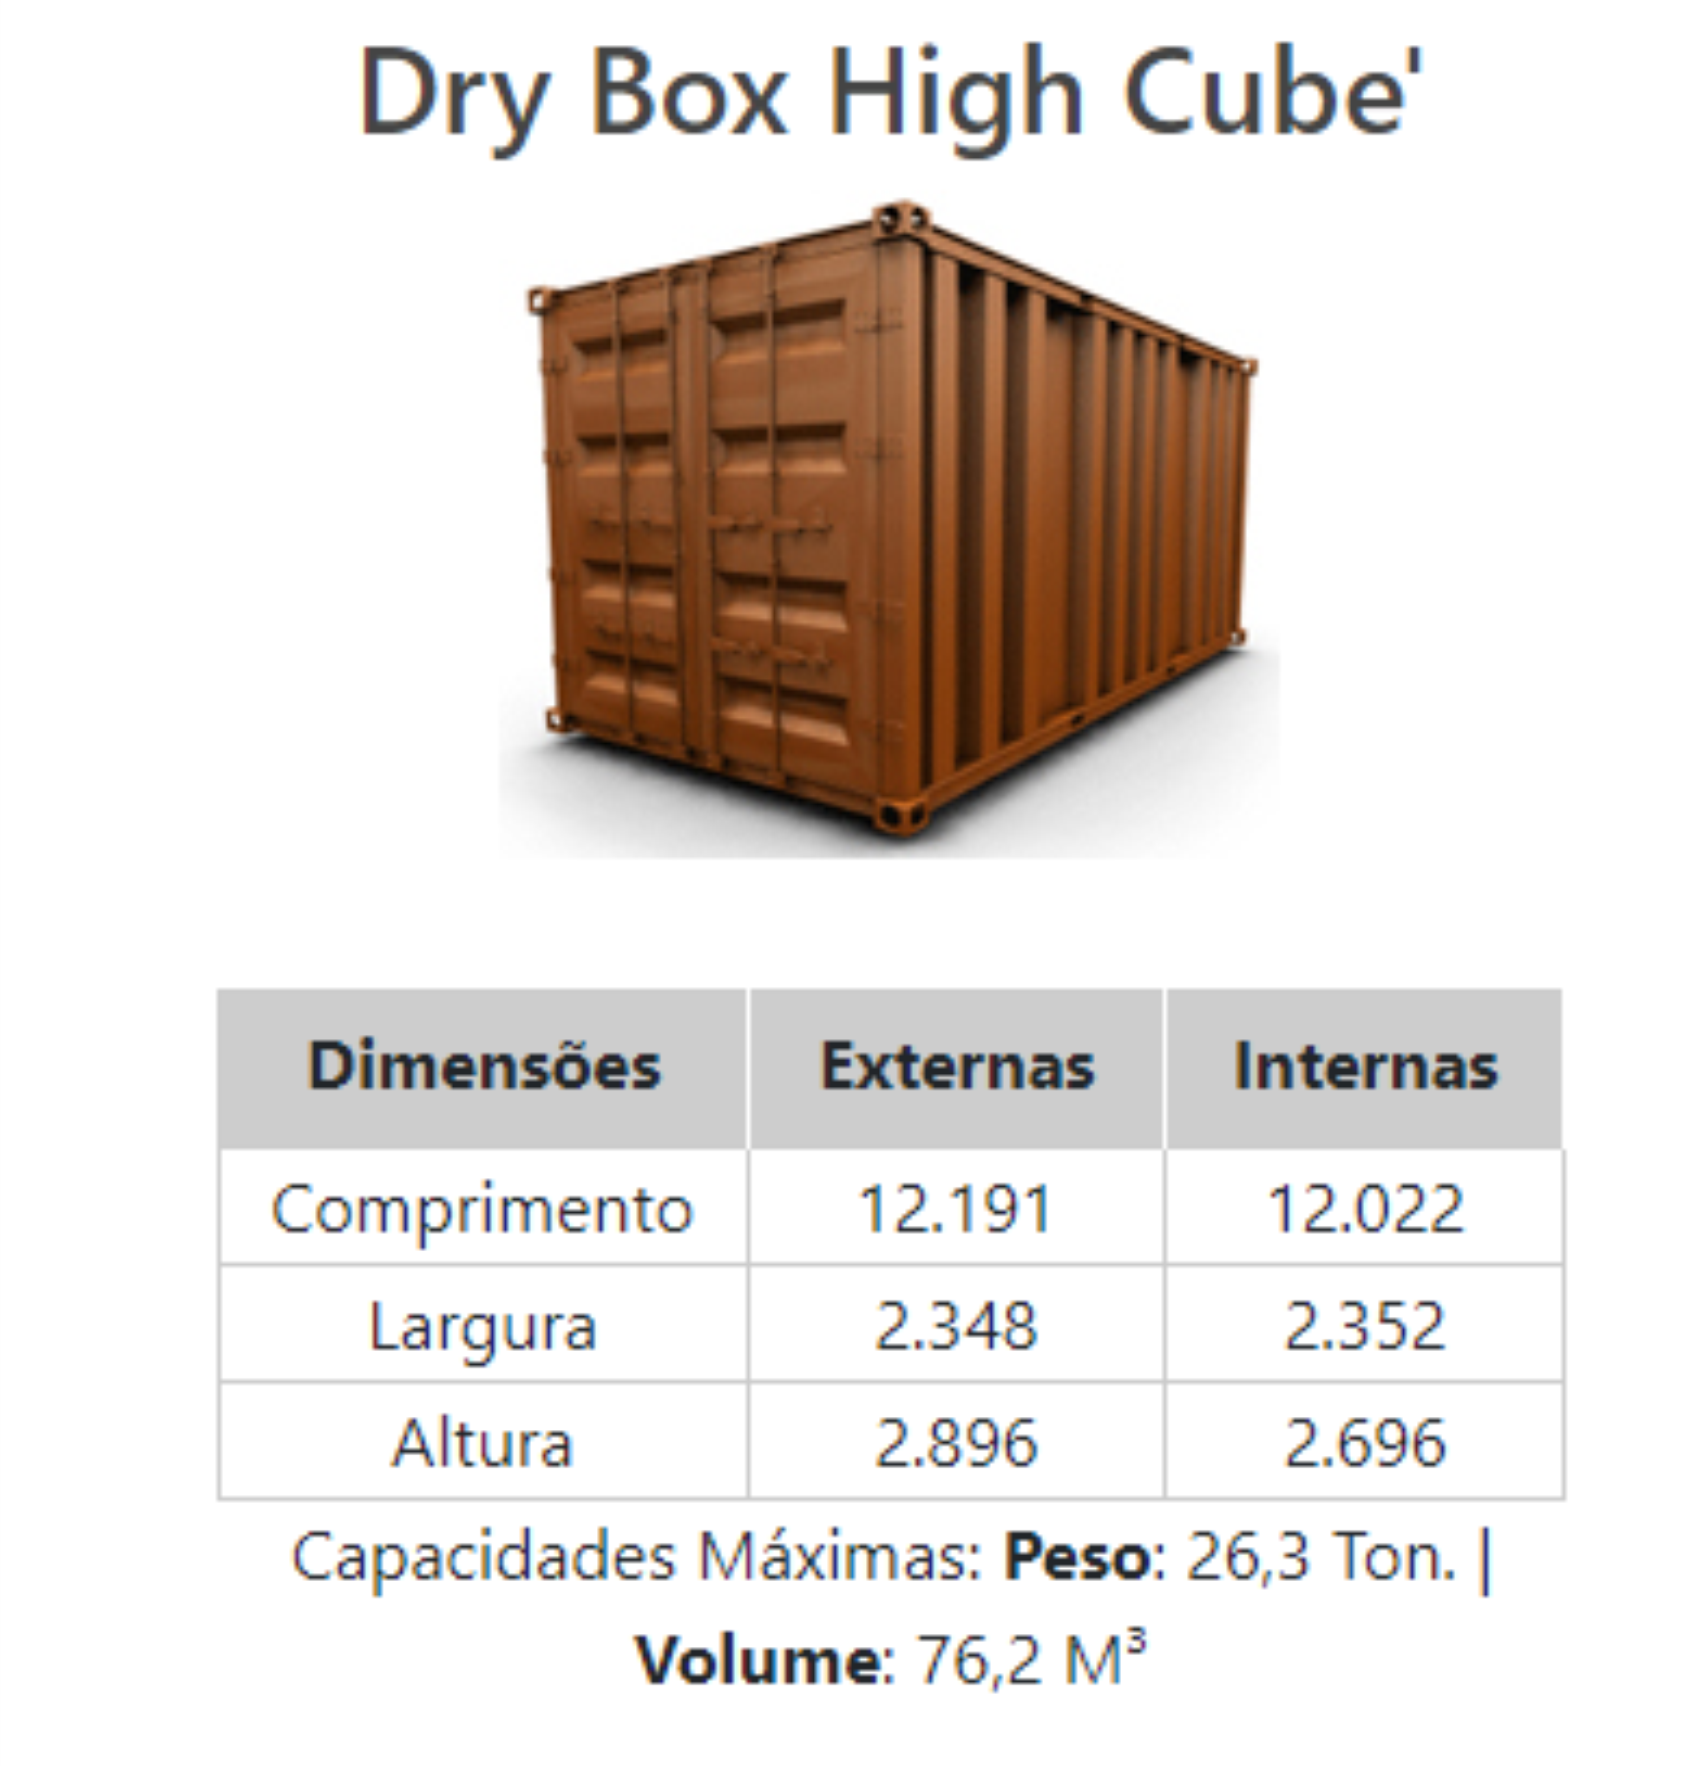 Dry Box High Cube'
Dimensões Externas Internas
Comprimento 12.191 12.022
Largura 2.348 2.352
Altura 2.896 2.696
Capacidades Máximas: Peso: 26,3 Ton. |
Volume: 76,2 M³